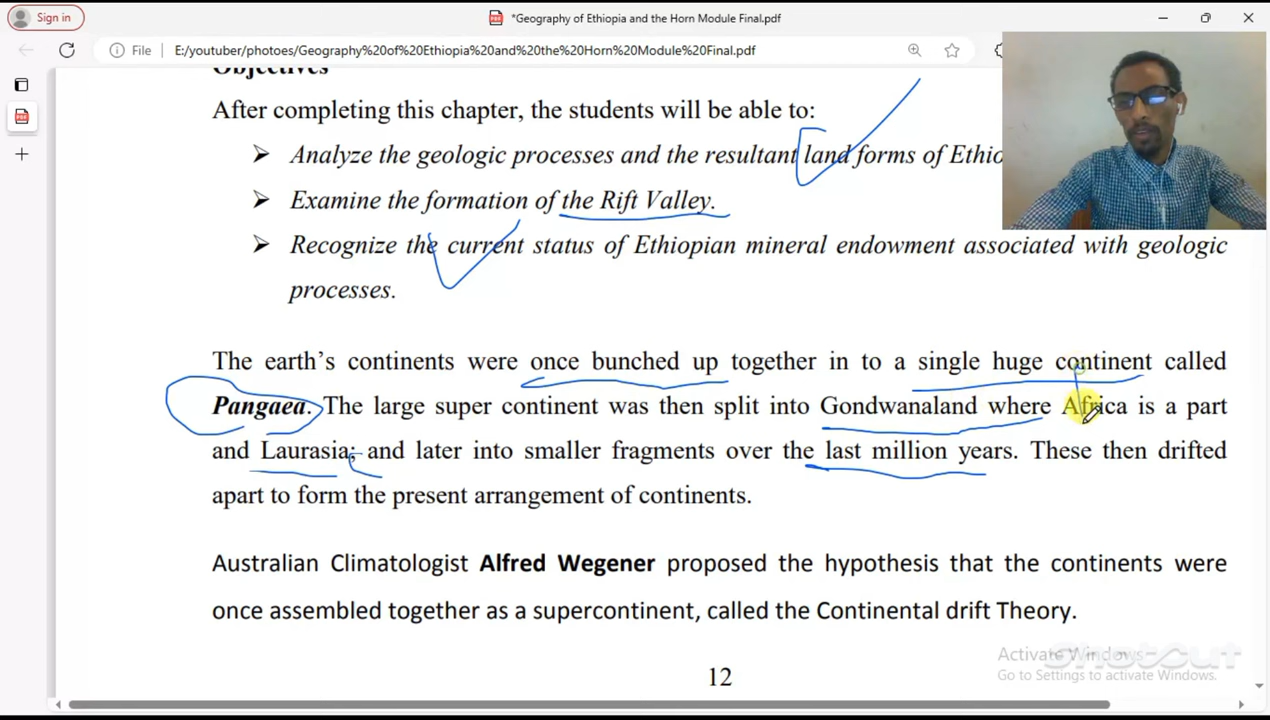 Sign in
*Geography of Ethiopia and the Horn Module Final.pdf
File E:/youtuber/photoes/Geography%20of%20Ethiopia%20and%20the%20Horn%20Module%20Final.pdf
Objectives
After completing this chapter, the students will be able to:
➤ Analyze the geologic processes and the resultant land forms of Ethio
➤ Examine the formation of the Rift Valley.
➤ Recognize the current status of Ethiopian mineral endowment associated with geologic
processes.
The earth's continents were once bunched up together in to a single huge continent called
Pangaea. The large super continent was then split into Gondwanaland where Africa is a part
and Laurasia; and later into smaller fragments over the last million years. These then drifted
apart to form the present arrangement of continents.
Australian Climatologist Alfred Wegener proposed the hypothesis that the continents were
once assembled together as a supercontinent, called the Continental drift Theory.
Activate Windows
Shotcut
Go to Settings to activate Windows.
12